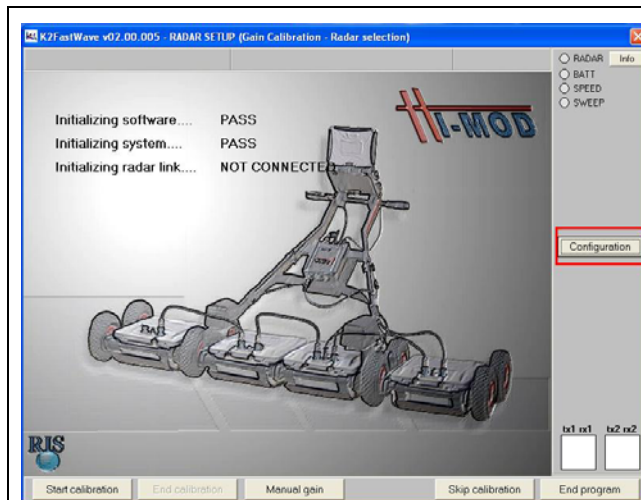 K2FastWave v02.00.005 - RADAR SETUP (Gain Calibration - Radar selection)
RADAR
Info
BATT
SPEED
SWEEP
HI-MOD
Initializing software.... PASS
Initializing system.... PASS
Initializing radar link.... NOT CONNECTED
Configuration
tx1 rx1 tx2 rx2
RIS
Start calibration End calibration Manual gain Skip calibration End program